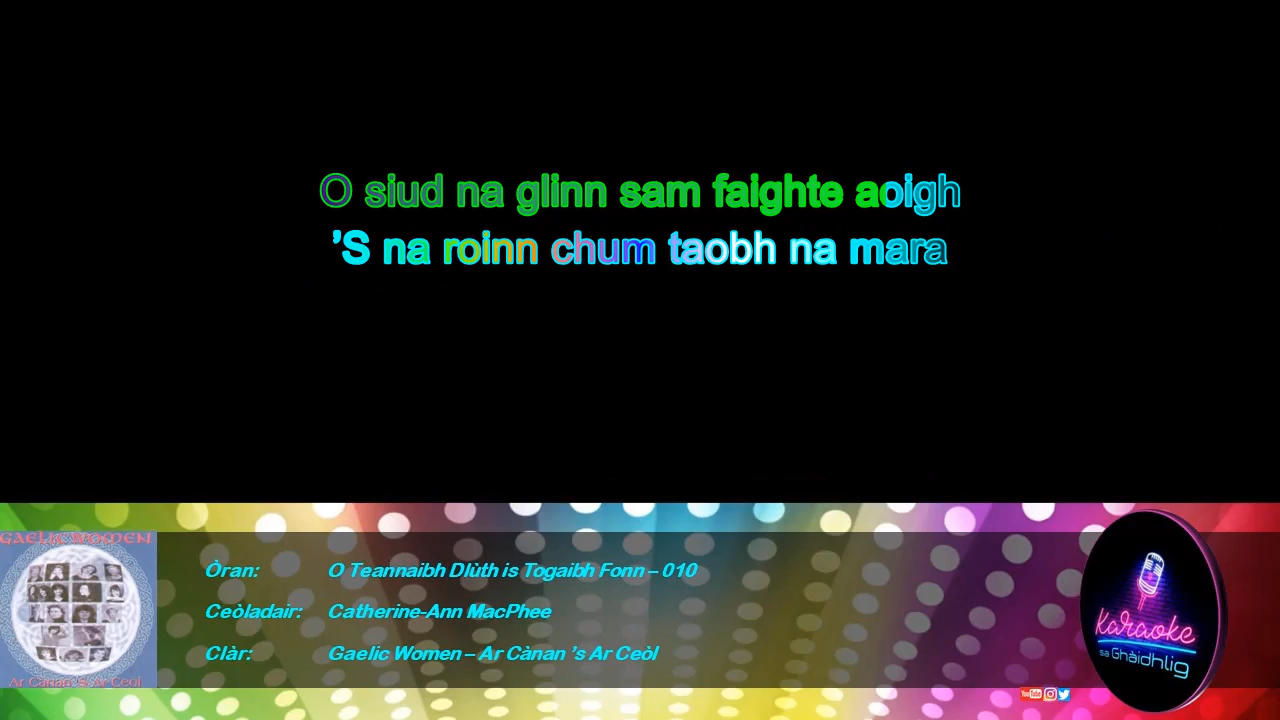 O siud na glinn sam faighte aoigh
’S na roinn chum taobh na mara
GAELIC WOMEN
Ar Cànan 'S Ar Ceòl
Òran: O Teannaibh Dlùth is Togaibh Fonn – 010
Ceòladair: Catherine-Ann MacPhee
Clàr: Gaelic Women – Ar Cànan ’s Ar Ceòl
Karaoke
sa Ghàidhlig
YouTube